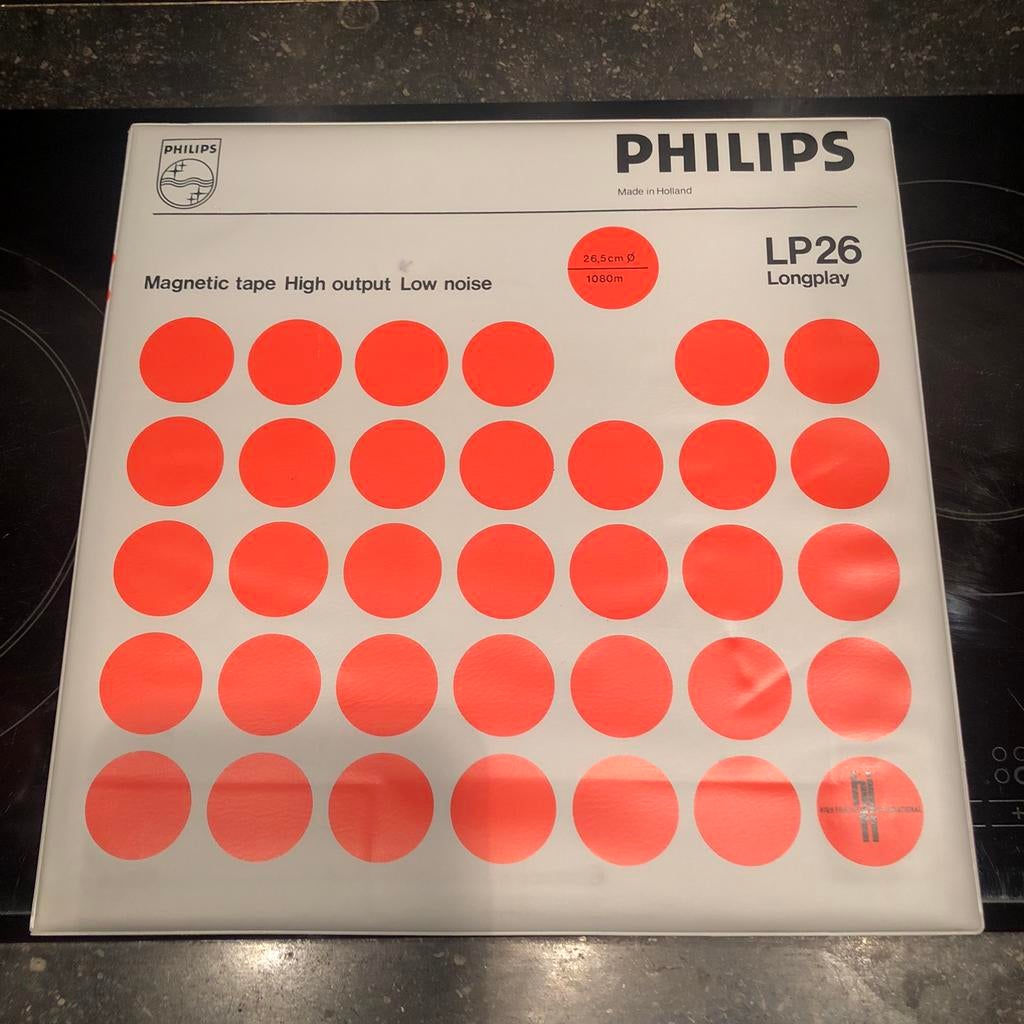 PHILIPS
PHILIPS
Made in Holland
LP26
Longplay
26,5cm Ø
1080m
Magnetic tape High output Low noise